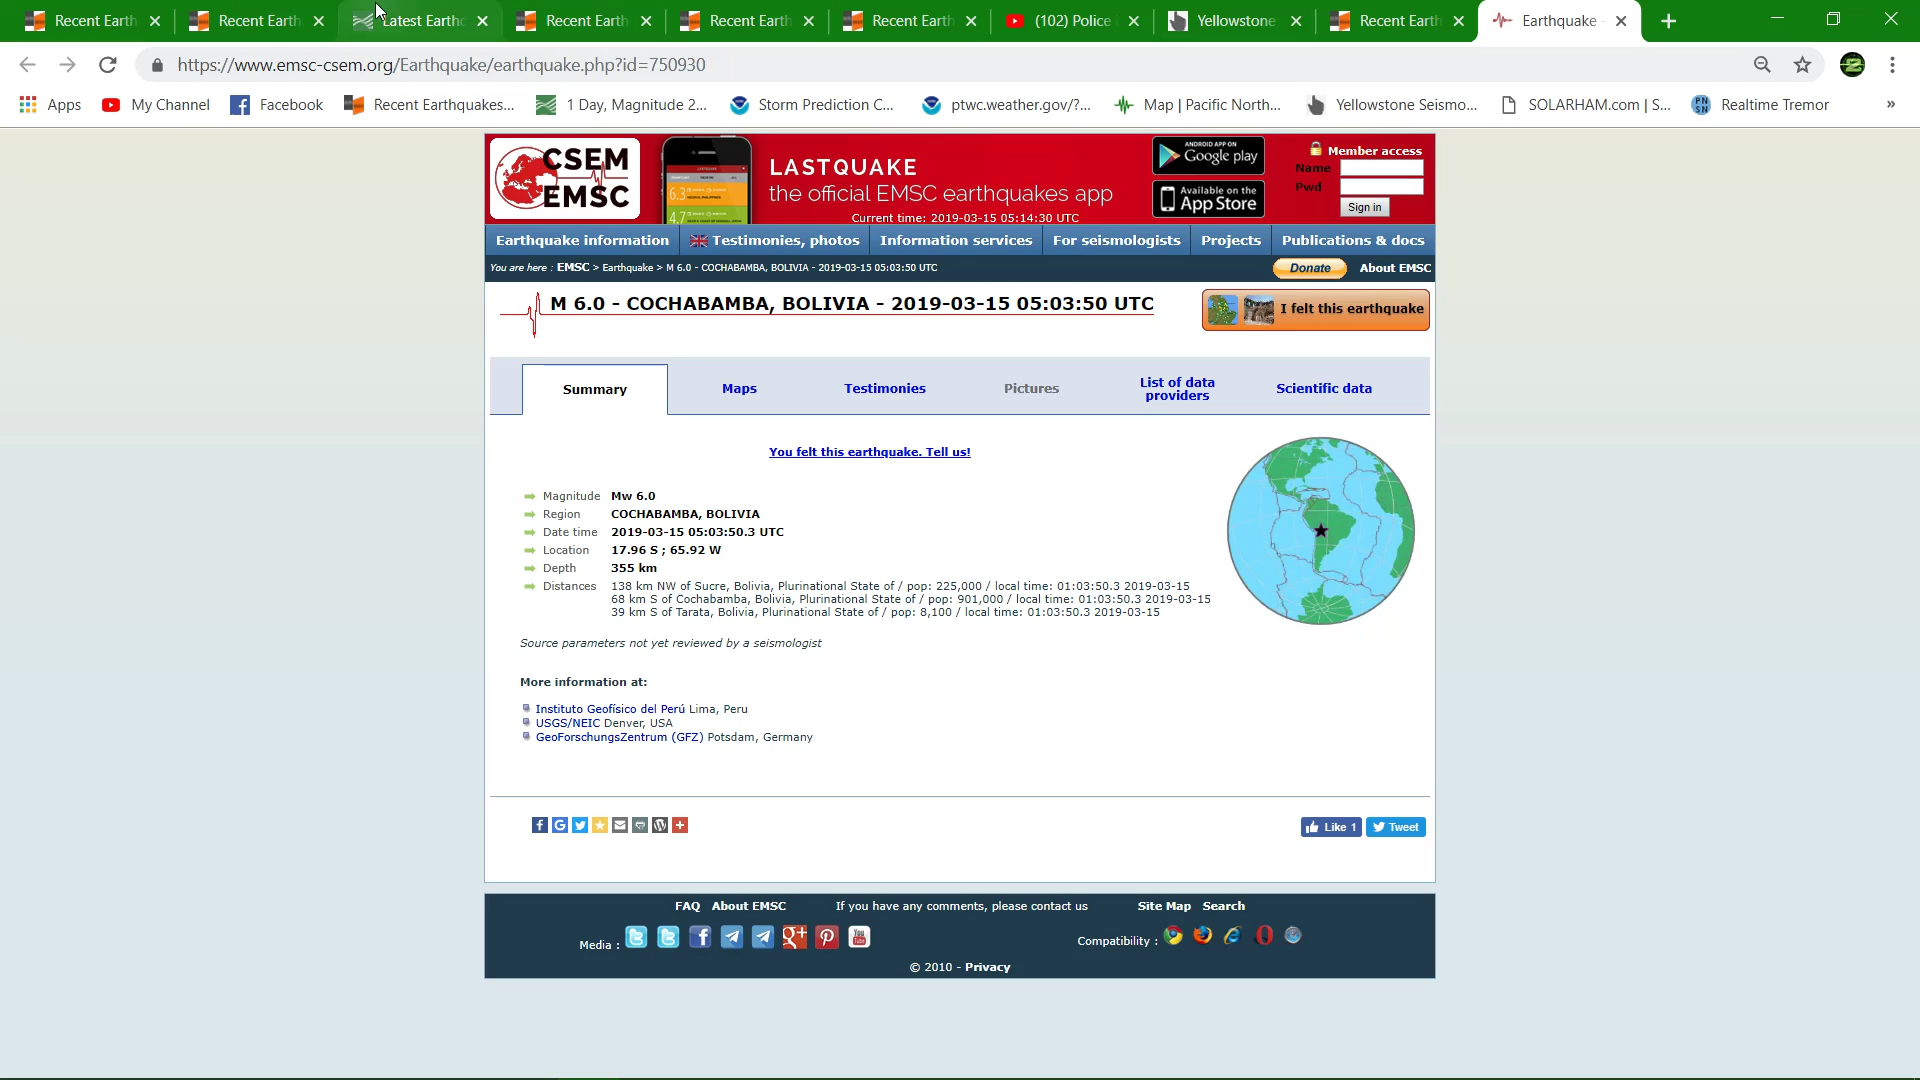 Recent Earth
Recent Earth
Latest Earthc
Recent Earth
Recent Earth
Recent Earth
(102) Police
Yellowstone
Recent Earth
Earthquake
https://www.emsc-csem.org/Earthquake/earthquake.php?id=750930
Apps
My Channel
Facebook
Recent Earthquakes...
1 Day, Magnitude 2...
Storm Prediction C...
ptwc.weather.gov/?...
Map | Pacific North...
Yellowstone Seismo...
SOLARHAM.com | S...
PN
SN
Realtime Tremor
»
CSEM
EMSC
LASTQUAKE
the official EMSC earthquakes app
Current time: 2019-03-15 05:14:30 UTC
6.3
4.7
ANDROID APP ON
Google play
Available on the
App Store
Member access
Name
Pwd
Sign in
Earthquake information
Testimonies, photos
Information services
For seismologists
Projects
Publications & docs
You are here : EMSC > Earthquake > M 6.0 - COCHABAMBA, BOLIVIA - 2019-03-15 05:03:50 UTC
Donate
About EMSC
M 6.0 - COCHABAMBA, BOLIVIA - 2019-03-15 05:03:50 UTC
I felt this earthquake
Summary
Maps
Testimonies
Pictures
List of data
providers
Scientific data
You felt this earthquake. Tell us!
Magnitude Mw 6.0
Region COCHABAMBA, BOLIVIA
Date time 2019-03-15 05:03:50.3 UTC
Location 17.96 S ; 65.92 W
Depth 355 km
Distances 138 km NW of Sucre, Bolivia, Plurinational State of / pop: 225,000 / local time: 01:03:50.3 2019-03-15
68 km S of Cochabamba, Bolivia, Plurinational State of / pop: 901,000 / local time: 01:03:50.3 2019-03-15
39 km S of Tarata, Bolivia, Plurinational State of / pop: 8,100 / local time: 01:03:50.3 2019-03-15
Source parameters not yet reviewed by a seismologist
More information at:
Instituto Geofísico del Perú Lima, Peru
USGS/NEIC Denver, USA
GeoForschungsZentrum (GFZ) Potsdam, Germany
Like 1
Tweet
FAQ About EMSC If you have any comments, please contact us Site Map Search
Media :
Compatibility :
© 2010 - Privacy